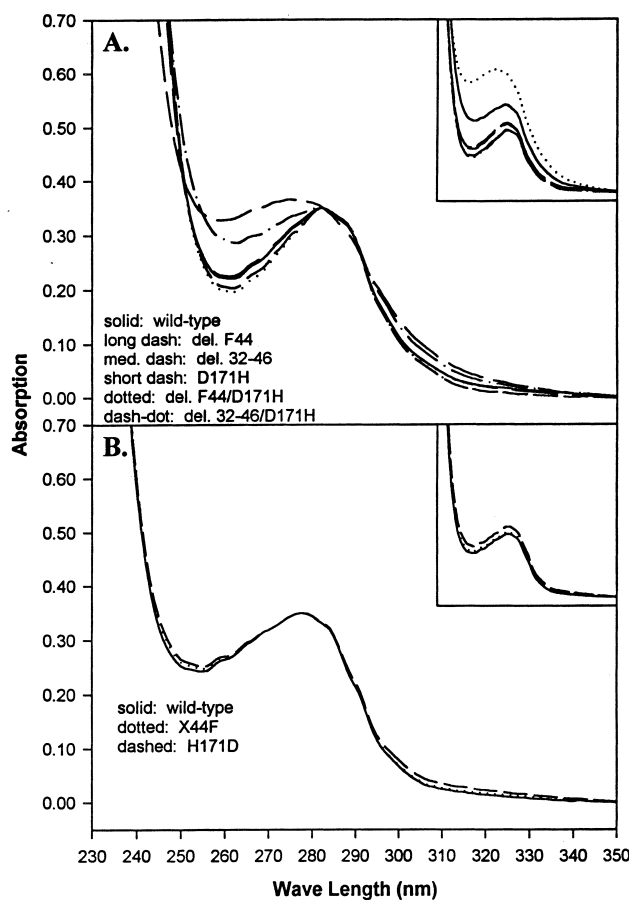 0.70
A.
0.60
0.50
0.40
0.30
0.20
0.10
0.00
solid: wild-type
long dash: del. F44
med. dash: del. 32-46
short dash: D171H
dotted: del. F44/D171H
dash-dot: del. 32-46/D171H
Absorption
0.70
B.
0.60
0.50
0.40
0.30
0.20
0.10
0.00
solid: wild-type
dotted: X44F
dashed: H171D
230 240 250 260 270 280 290 300 310 320 330 340 350
Wave Length (nm)